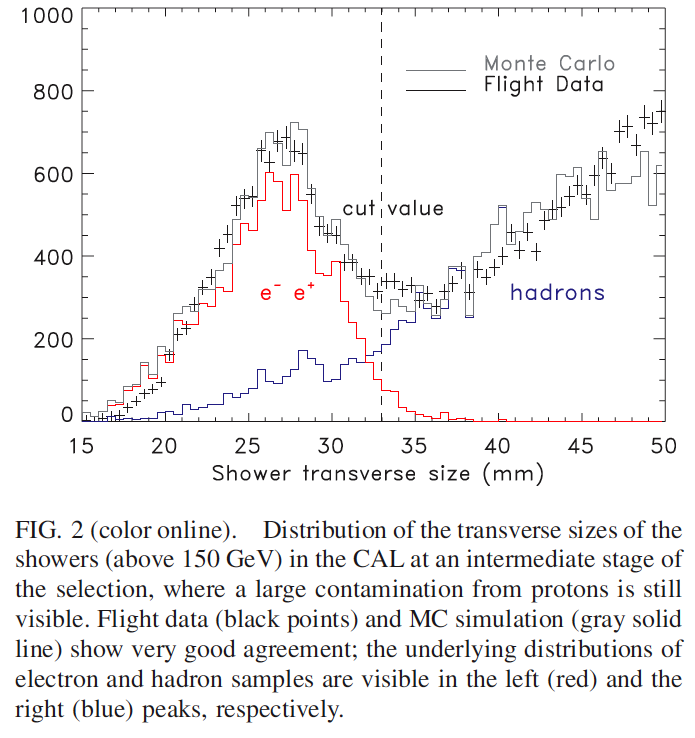 1000
800
600
400
200
0
Monte Carlo
Flight Data
cut value
e⁻ e⁺
hadrons
15 20 25 30 35 40 45 50
Shower transverse size (mm)
FIG. 2 (color online). Distribution of the transverse sizes of the
showers (above 150 GeV) in the CAL at an intermediate stage of
the selection, where a large contamination from protons is still
visible. Flight data (black points) and MC simulation (gray solid
line) show very good agreement; the underlying distributions of
electron and hadron samples are visible in the left (red) and the
right (blue) peaks, respectively.